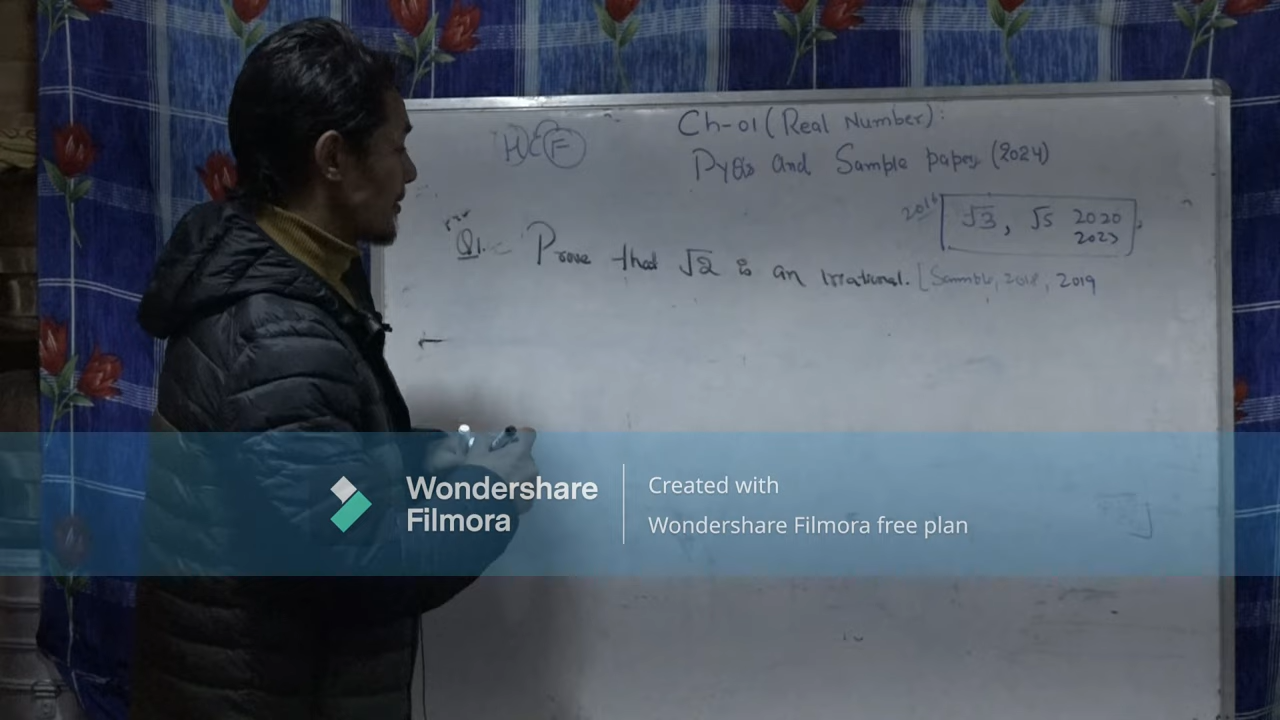 HCF
Ch-01 (Real Number):
PYQs and Sample paper (2024)
2016 √3, √5 2020
2023
Q1. Prove that √2 is an irrational. [Sample, 2018, 2019
Wondershare
Filmora
Created with
Wondershare Filmora free plan